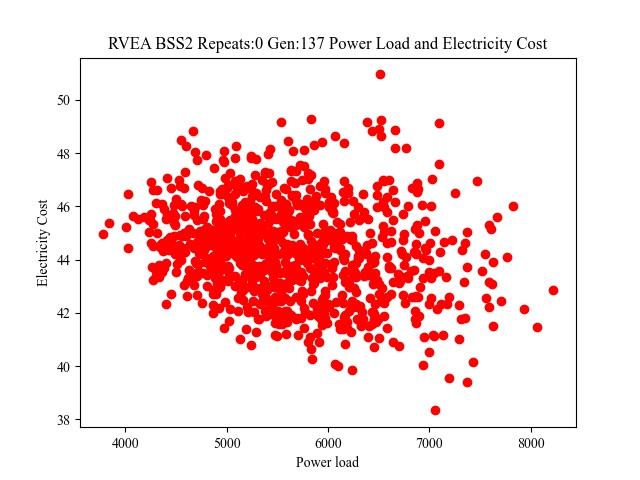 RVEA BSS2 Repeats:0 Gen:137 Power Load and Electricity Cost
50
48
46
44
42
40
38
Electricity Cost
4000 5000 6000 7000 8000
Power load